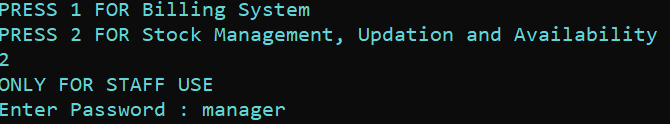 PRESS 1 FOR Billing System
PRESS 2 FOR Stock Management, Updation and Availability
2
ONLY FOR STAFF USE
Enter Password : manager